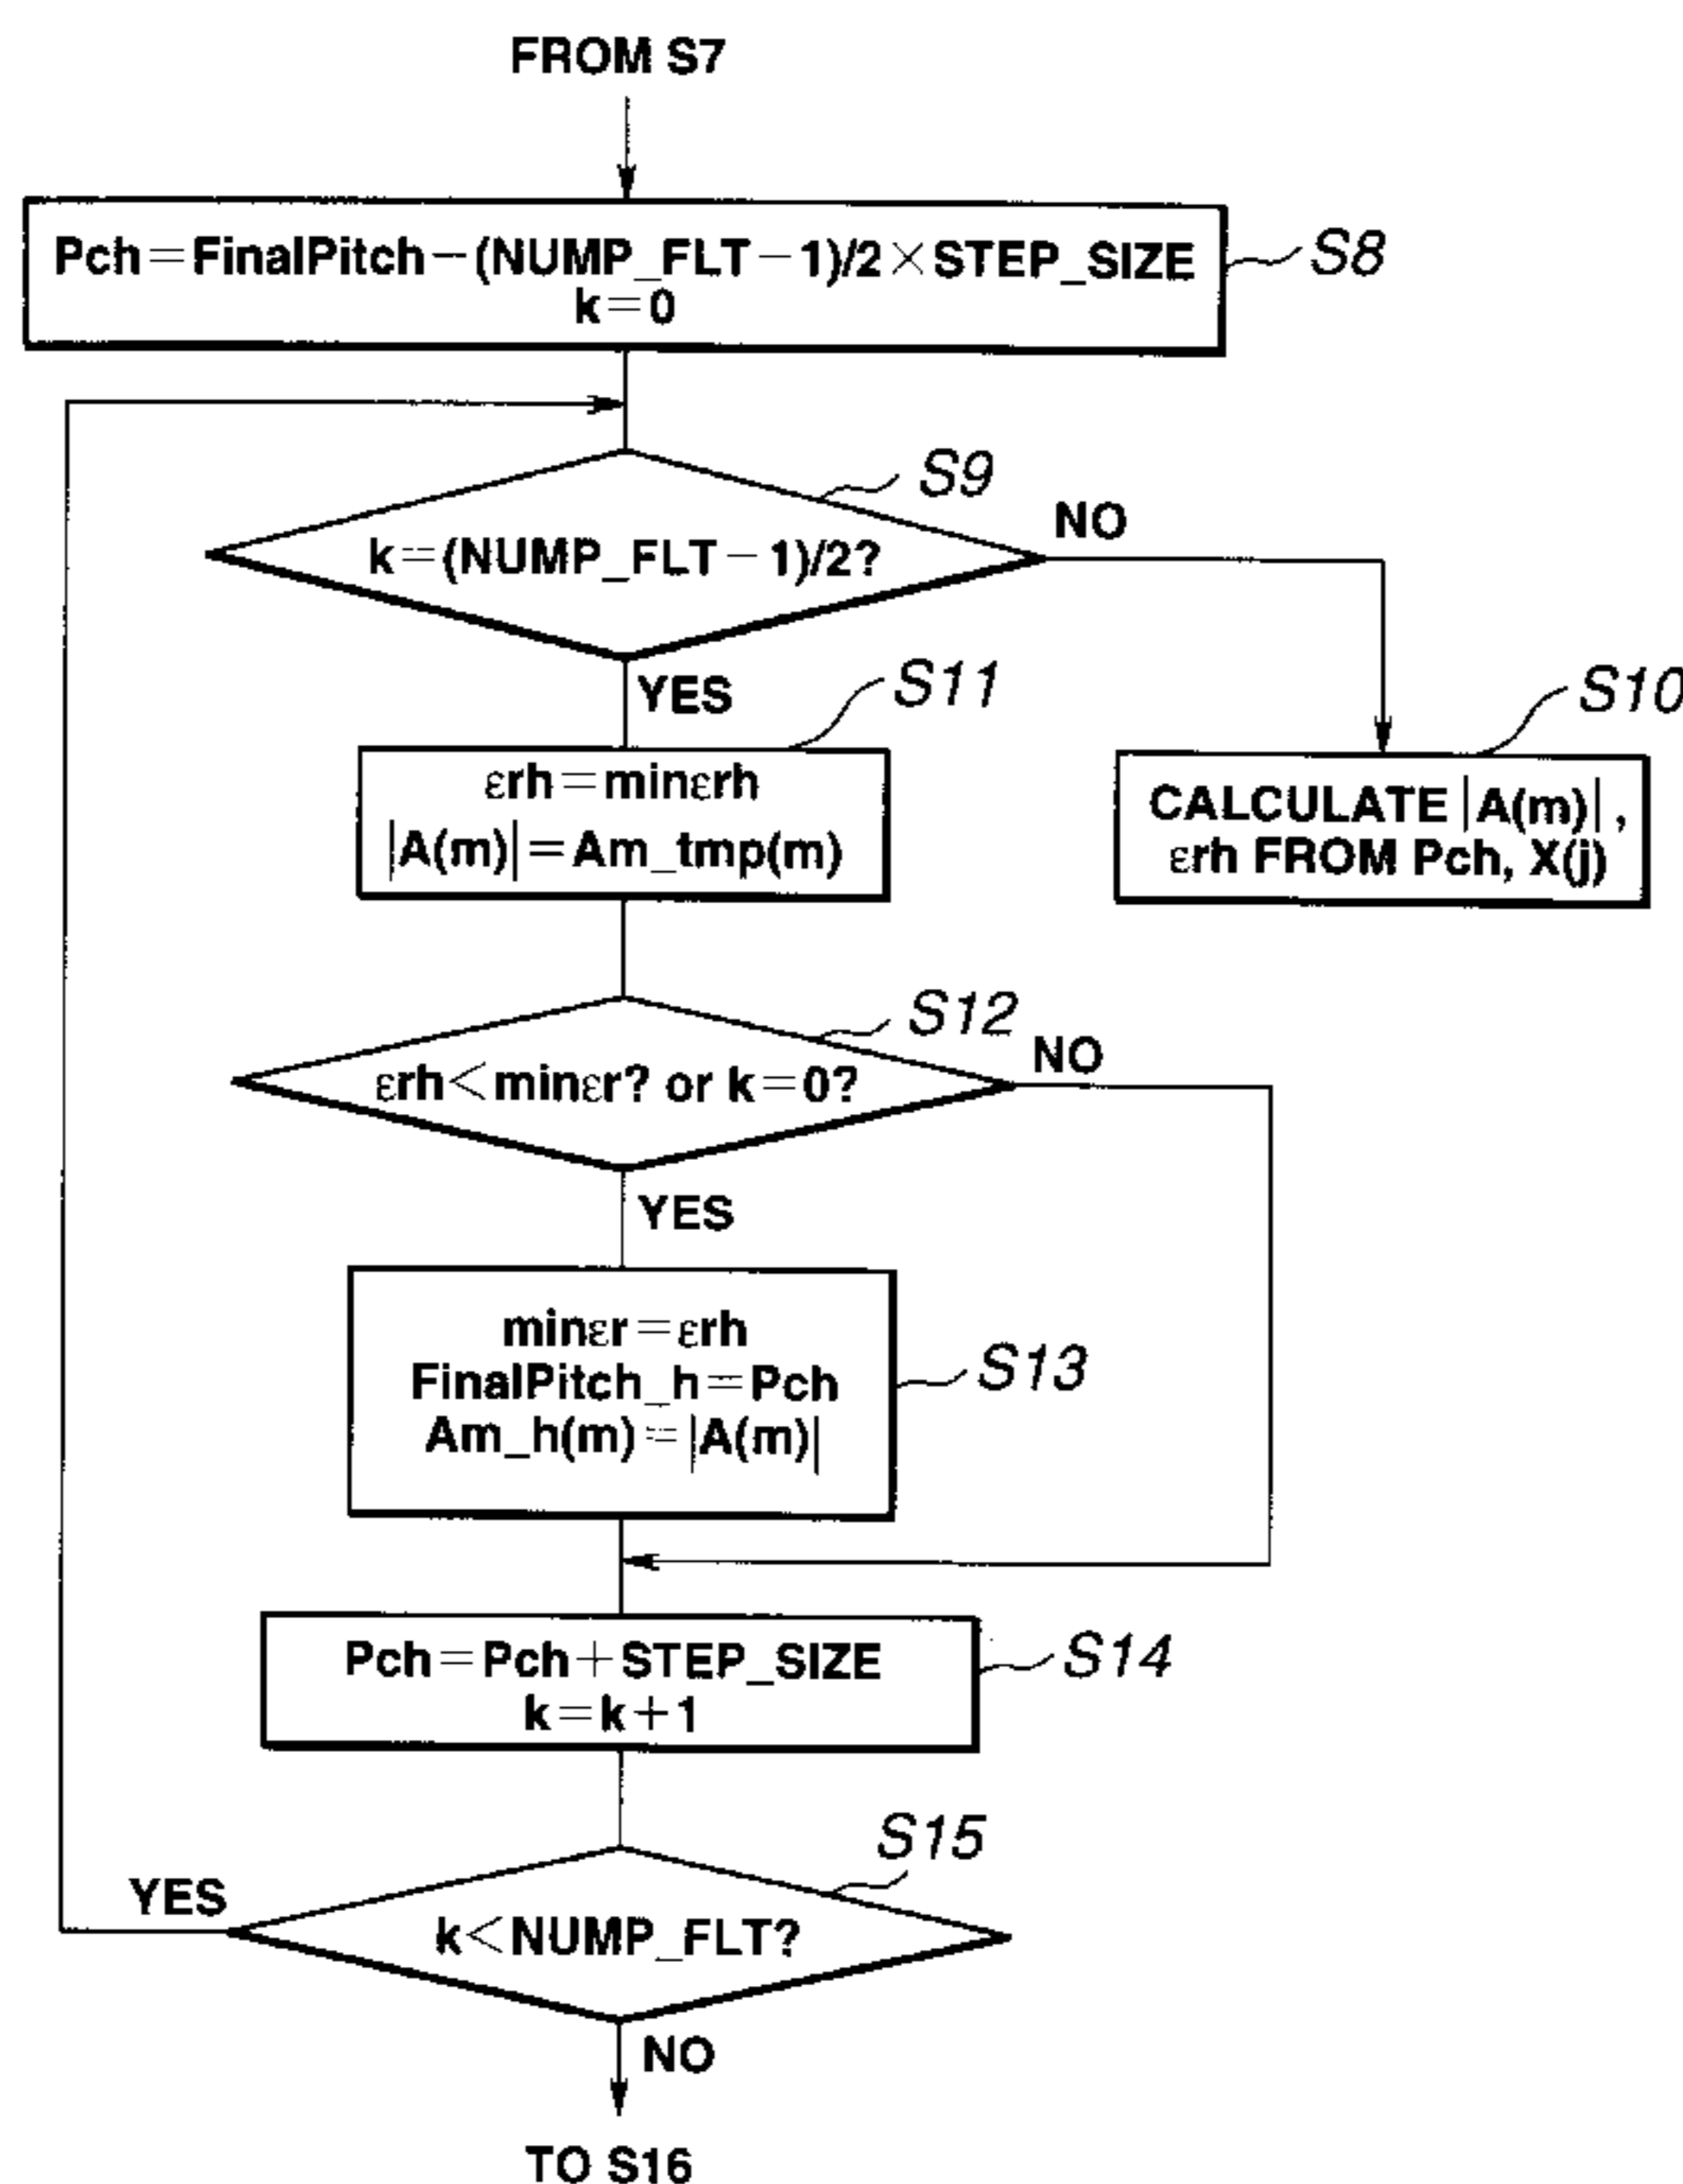 FROM S7
Pch=FinalPitch−(NUMP_FLT−1)/2×STEP_SIZE
k=0
S8
S9
k=(NUMP_FLT−1)/2?
NO
YES
S11
S10
εrh=minεrh
|A(m)|=Am_tmp(m)
CALCULATE |A(m)|,
εrh FROM Pch, X(j)
S12
εrh<minεr? or k=0?
NO
YES
minεr=εrh
FinalPitch_h=Pch
Am_h(m)=|A(m)|
S13
Pch=Pch+STEP_SIZE
k=k+1
S14
S15
YES
k<NUMP_FLT?
NO
TO S16